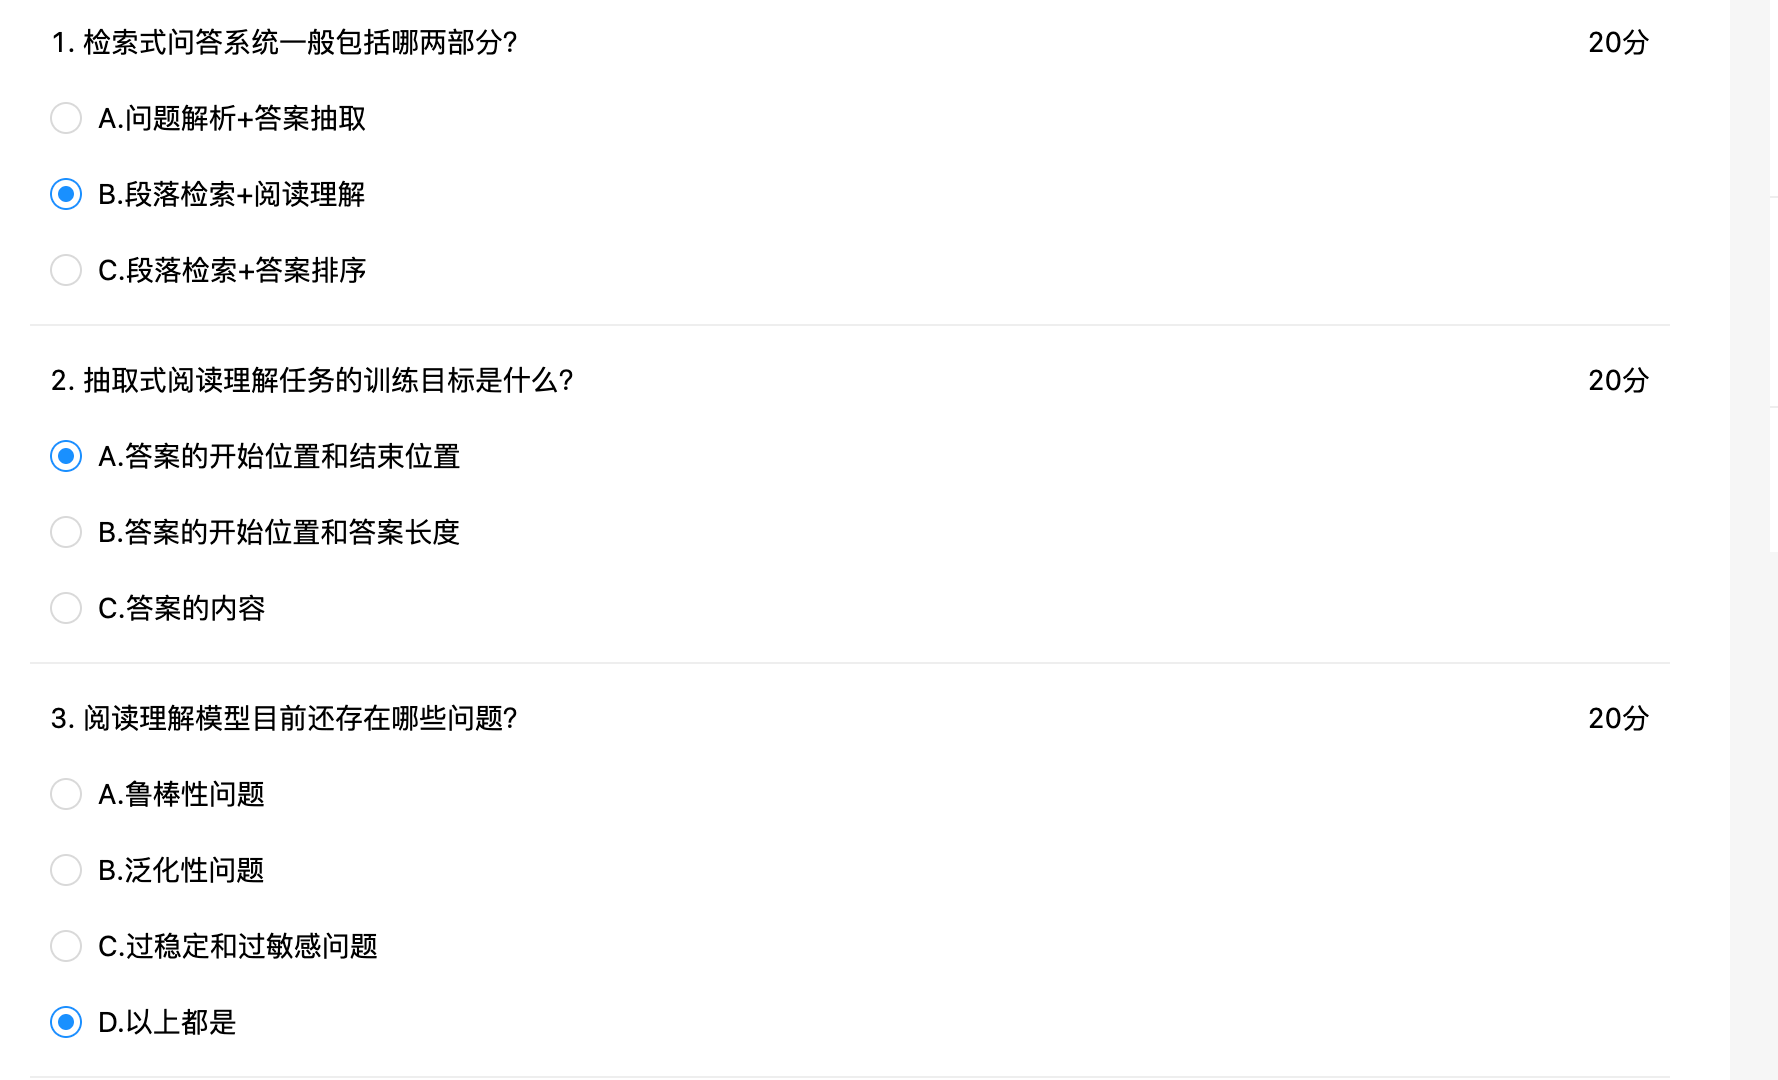 1. 检索式问答系统一般包括哪两部分?
20分
A.问题解析+答案抽取
B.段落检索+阅读理解
C.段落检索+答案排序
2. 抽取式阅读理解任务的训练目标是什么?
20分
A.答案的开始位置和结束位置
B.答案的开始位置和答案长度
C.答案的内容
3. 阅读理解模型目前还存在哪些问题?
20分
A.鲁棒性问题
B.泛化性问题
C.过稳定和过敏感问题
D.以上都是